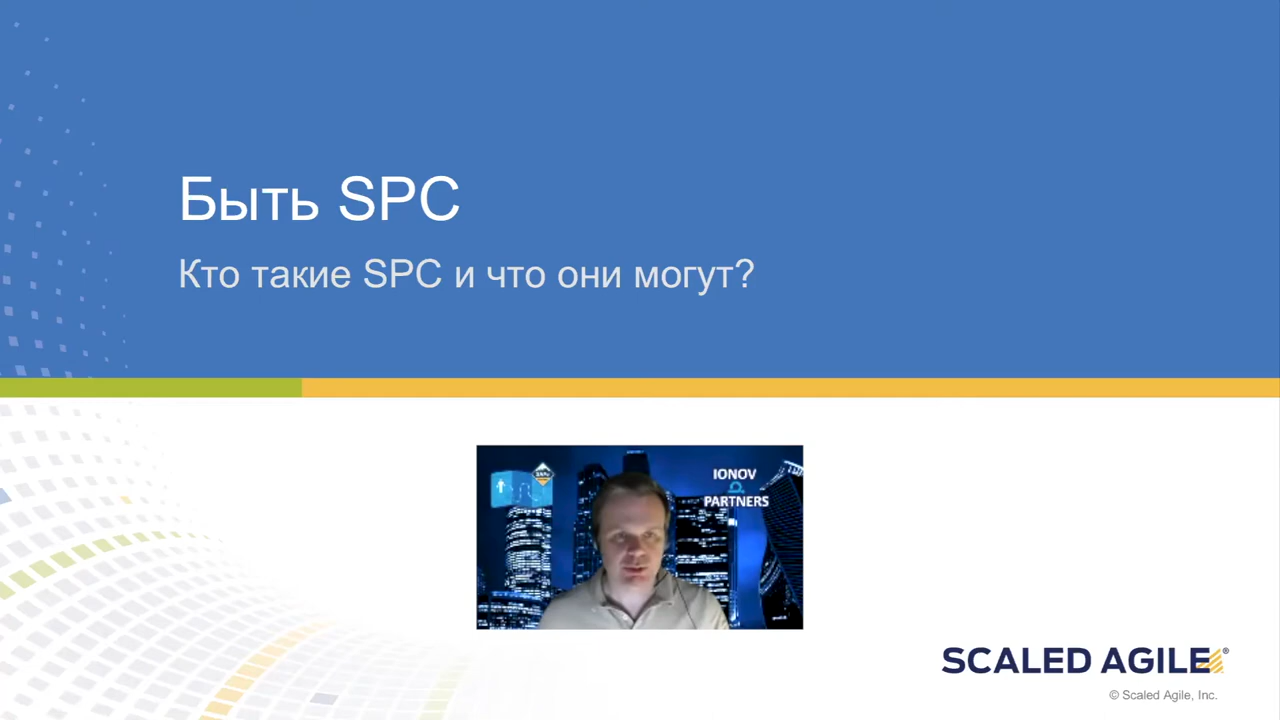 Быть SPC
Кто такие SPC и что они могут?
IONOV
PARTNERS
SCALED AGILE®
© Scaled Agile, Inc.